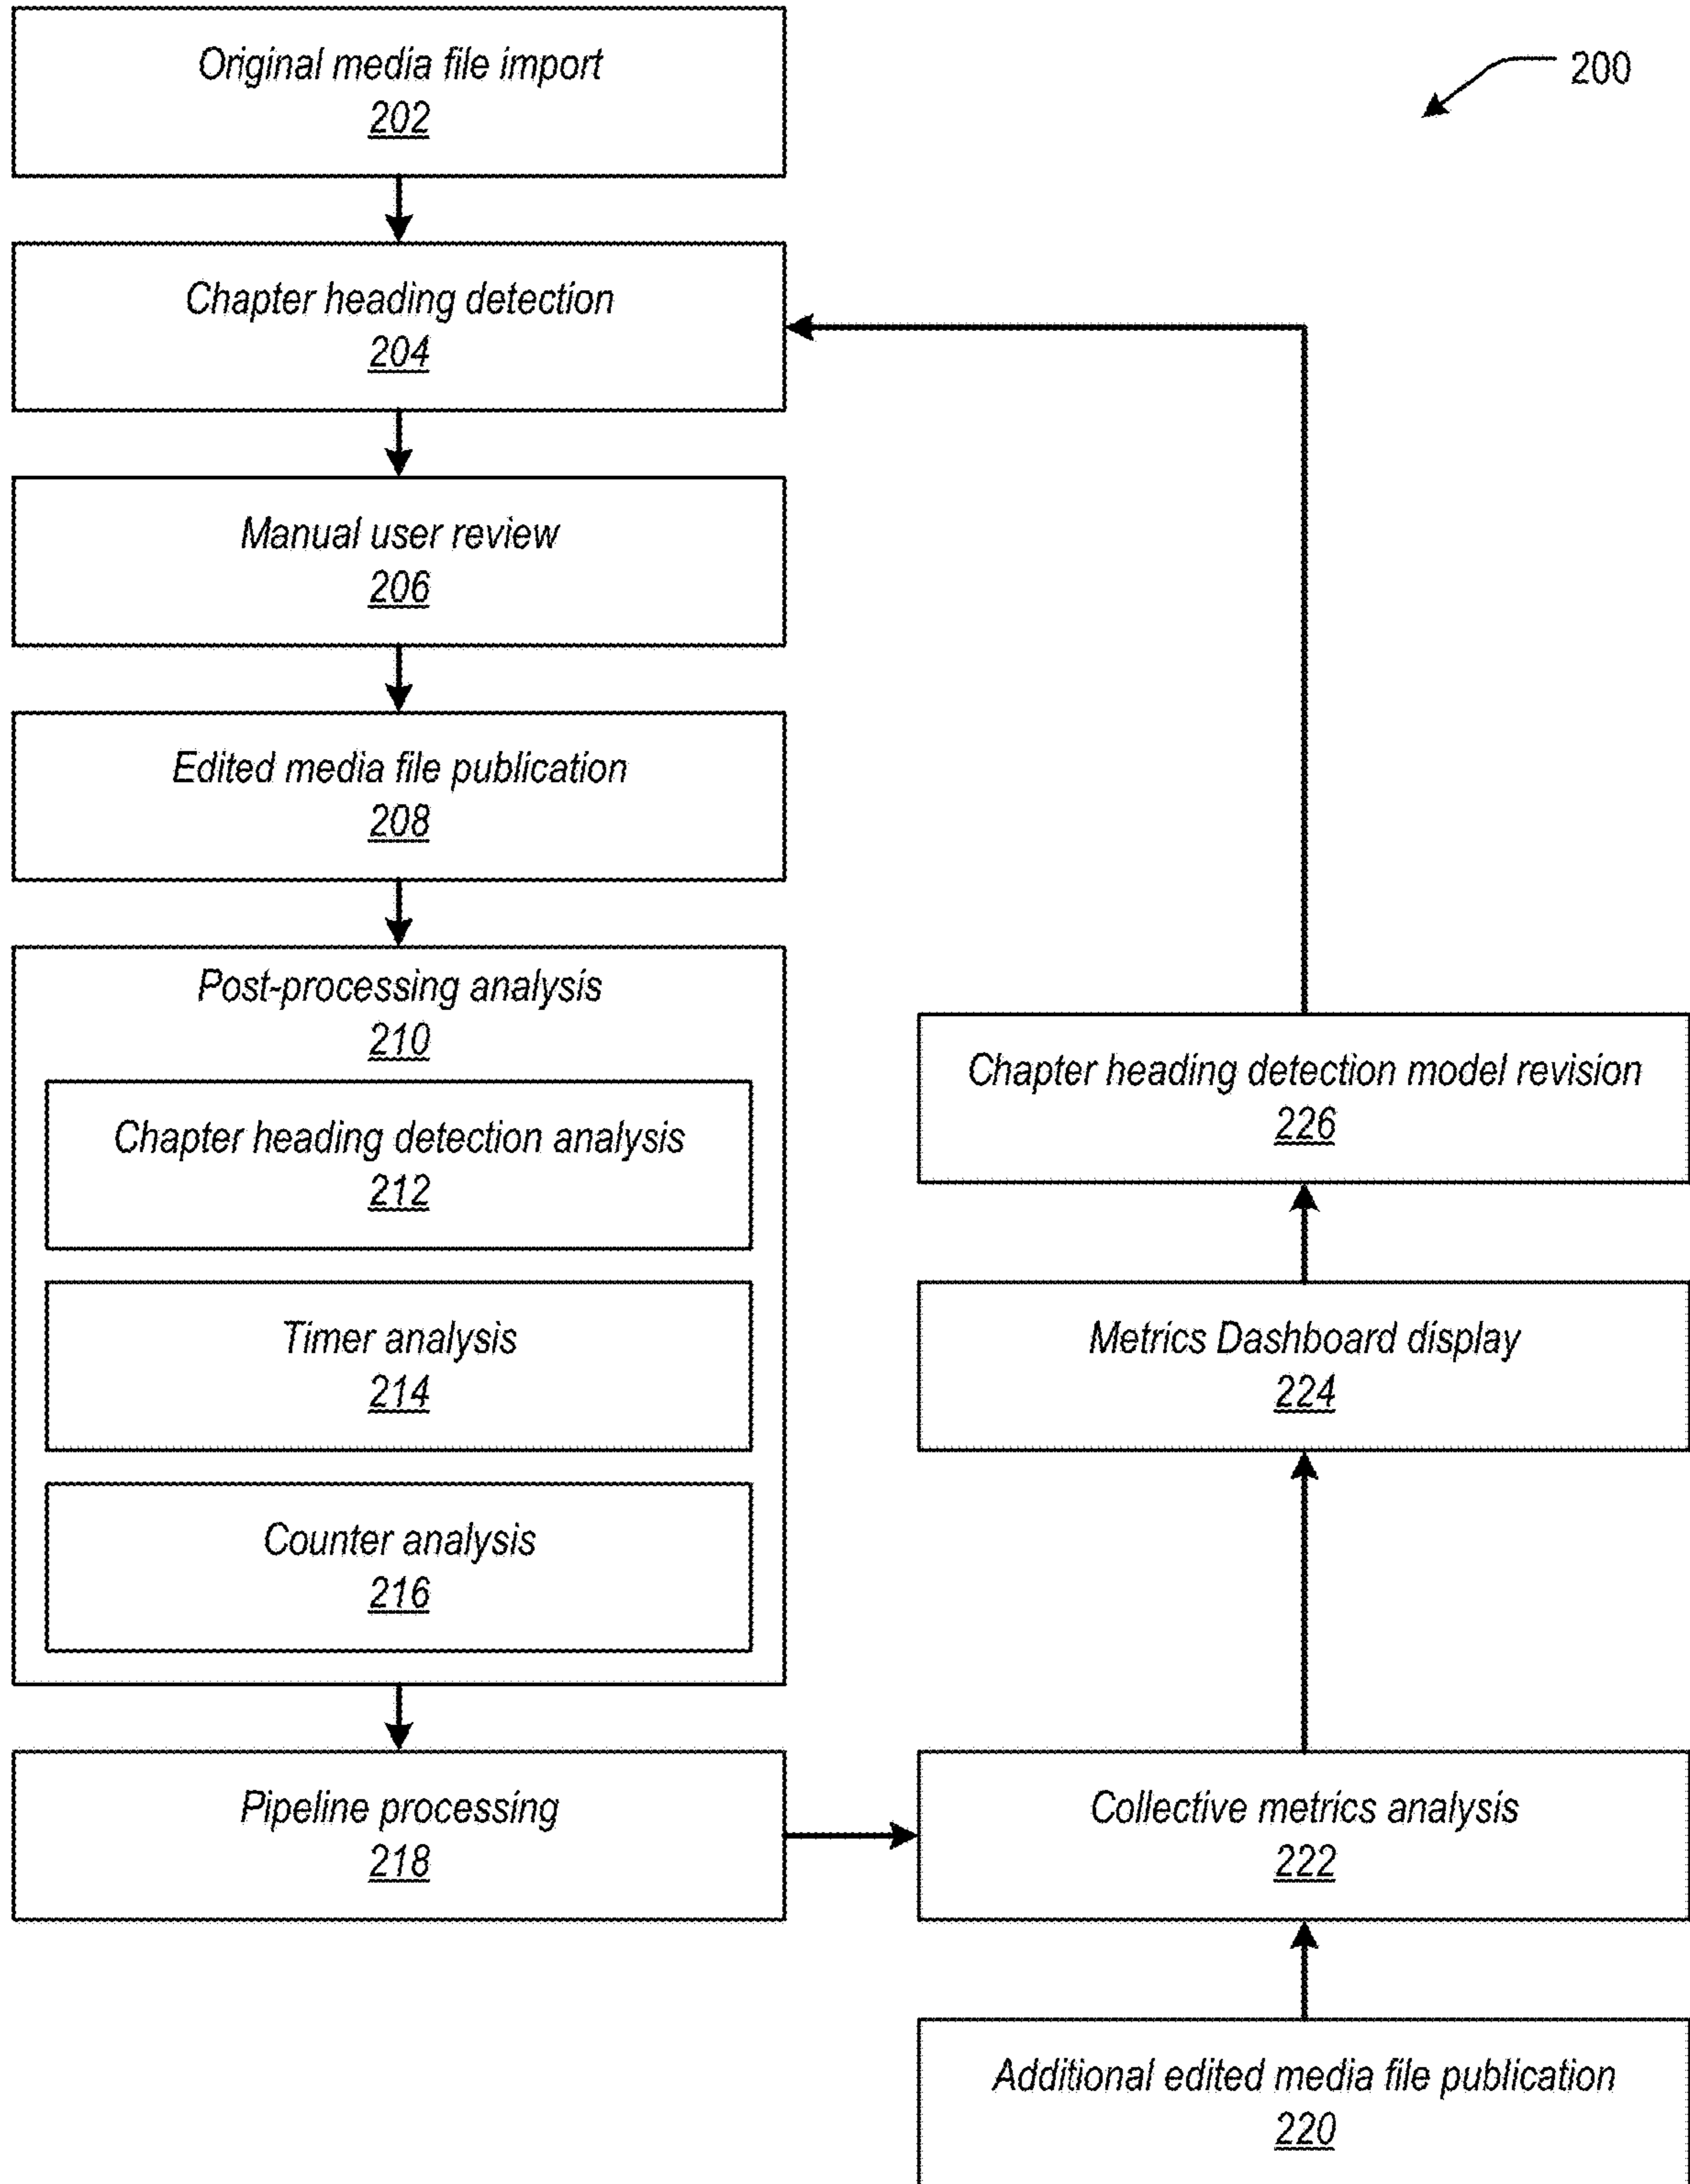 Original media file import
202
200
Chapter heading detection
204
Manual user review
206
Edited media file publication
208
Post-processing analysis
210
Chapter heading detection analysis
212
Timer analysis
214
Counter analysis
216
Pipeline processing
218
Chapter heading detection model revision
226
Metrics Dashboard display
224
Collective metrics analysis
222
Additional edited media file publication
220